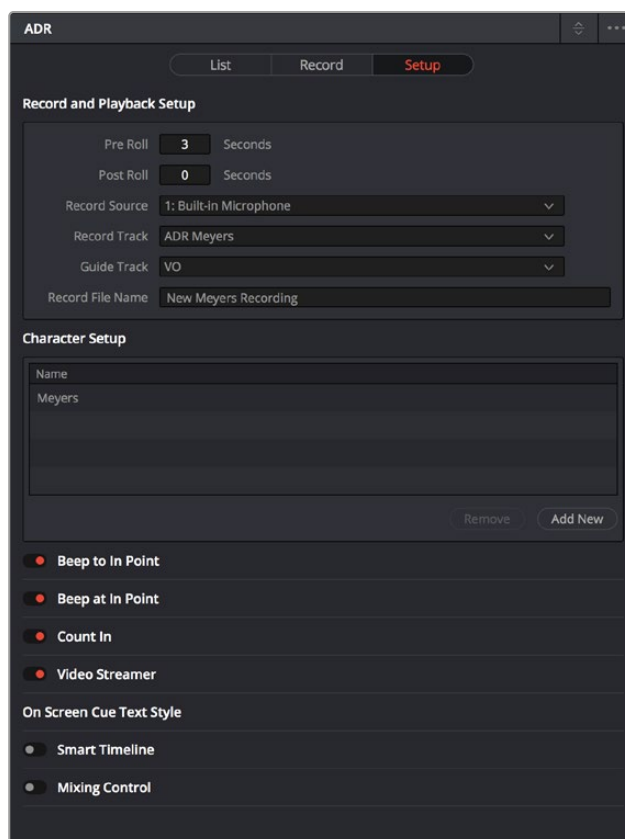 ADR
List Record Setup
Record and Playback Setup
Pre Roll 3 Seconds
Post Roll 0 Seconds
Record Source 1: Built-in Microphone
Record Track ADR Meyers
Guide Track VO
Record File Name New Meyers Recording
Character Setup
Name
Meyers
Remove Add New
Beep to In Point
Beep at In Point
Count In
Video Streamer
On Screen Cue Text Style
Smart Timeline
Mixing Control